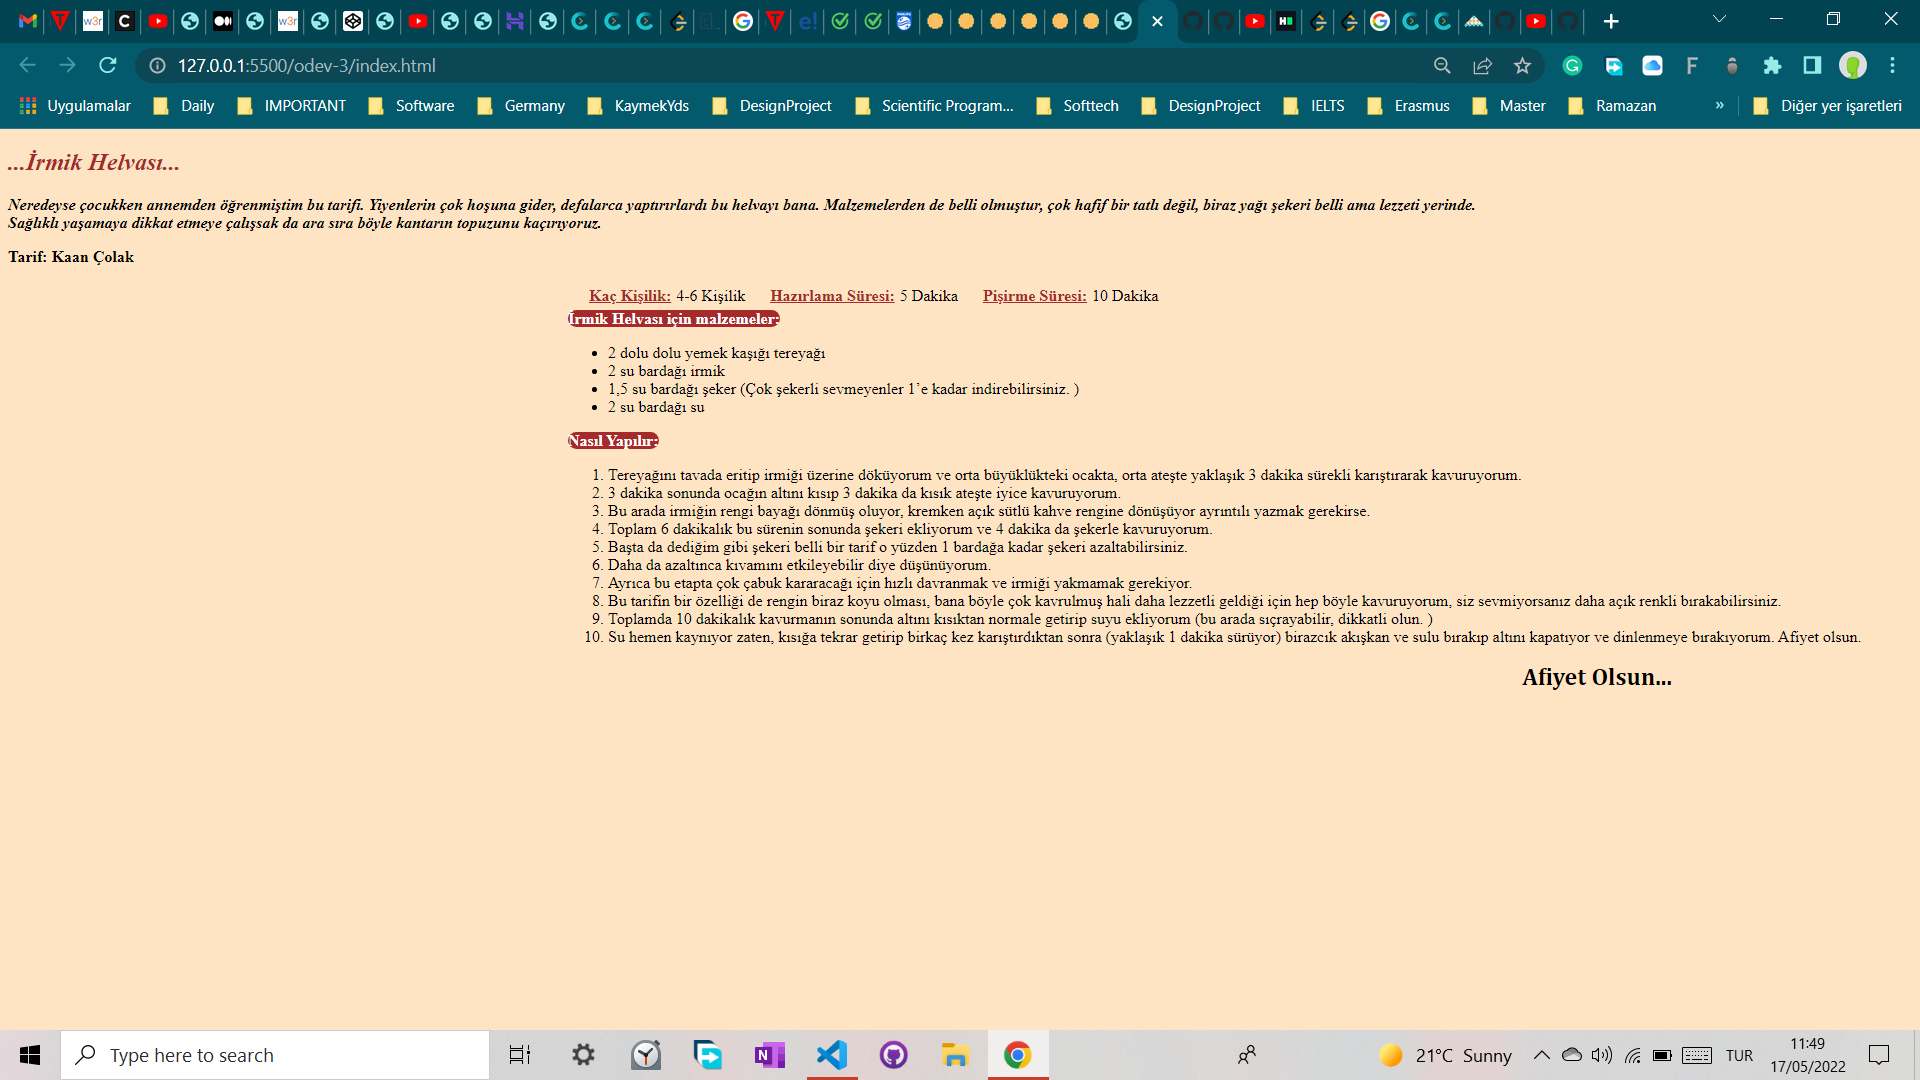 127.0.0.1:5500/odev-3/index.html
Uygulamalar Daily IMPORTANT Software Germany KaymekYds DesignProject Scientific Program... Softtech DesignProject IELTS Erasmus Master Ramazan » Diğer yer işaretleri
...İrmik Helvası...
Neredeyse çocukken annemden öğrenmiştim bu tarifi. Yiyenlerin çok hoşuna gider, defalarca yaptırırlardı bu helvayı bana. Malzemelerden de belli olmuştur, çok hafif bir tatlı değil, biraz yağı şekeri belli ama lezzeti yerinde.
Sağlıklı yaşamaya dikkat etmeye çalışsak da ara sıra böyle kantarın topuzunu kaçırıyoruz.
Tarif: Kaan Çolak
Kaç Kişilik: 4-6 Kişilik Hazırlama Süresi: 5 Dakika Pişirme Süresi: 10 Dakika
İrmik Helvası için malzemeler:
• 2 dolu dolu yemek kaşığı tereyağı
• 2 su bardağı irmik
• 1,5 su bardağı şeker (Çok şekerli sevmeyenler 1’e kadar indirebilirsiniz. )
• 2 su bardağı su
Nasıl Yapılır:
1. Tereyağını tavada eritip irmiği üzerine döküyorum ve orta büyüklükteki ocakta, orta ateşte yaklaşık 3 dakika sürekli karıştırarak kavuruyorum.
2. 3 dakika sonunda ocağın altını kısıp 3 dakika da kısık ateşte iyice kavuruyorum.
3. Bu arada irmiğin rengi bayağı dönmüş oluyor, kremken açık sütlü kahve rengine dönüşüyor ayrıntılı yazmak gerekirse.
4. Toplam 6 dakikalık bu sürenin sonunda şekeri ekliyorum ve 4 dakika da şekerle kavuruyorum.
5. Başta da dediğim gibi şekeri belli bir tarif o yüzden 1 bardağa kadar şekeri azaltabilirsiniz.
6. Daha da azaltınca kıvamını etkileyebilir diye düşünüyorum.
7. Ayrıca bu etapta çok çabuk kararacağı için hızlı davranmak ve irmiği yakmamak gerekiyor.
8. Bu tarifin bir özelliği de rengin biraz koyu olması, bana böyle çok kavrulmuş hali daha lezzetli geldiği için hep böyle kavuruyorum, siz sevmiyorsanız daha açık renkli bırakabilirsiniz.
9. Toplamda 10 dakikalık kavurmanın sonunda altını kısıktan normale getirip suyu ekliyorum (bu arada sıçrayabilir, dikkatli olun. )
10. Su hemen kaynıyor zaten, kısığa tekrar getirip birkaç kez karıştırdıktan sonra (yaklaşık 1 dakika sürüyor) birazcık akışkan ve sulu bırakıp altını kapatıyor ve dinlenmeye bırakıyorum. Afiyet olsun.
Afiyet Olsun...
Type here to search
21°C Sunny
TUR
11:49
17/05/2022